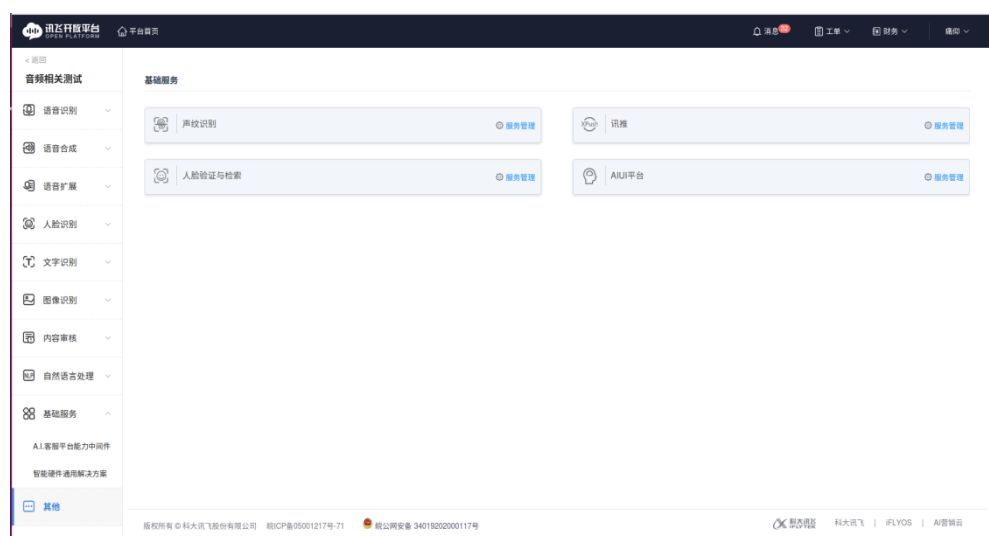 讯飞开放平台
OPEN PLATFORM
平台首页
消息
工单
财务
痛仰
<返回
音频相关测试
语音识别
语音合成
语音扩展
人脸识别
文字识别
图像识别
内容审核
NLP 自然语言处理
基础服务
A.I.客服平台能力中间件
智能硬件通用解决方案
其他
基础服务
声纹识别 服务管理
XPush 讯推 服务管理
人脸验证与检索 服务管理
AIUI平台 服务管理
版权所有 © 科大讯飞股份有限公司 皖ICP备05001217号-71 皖公网安备 34019202000117号
科大讯飞 | iFLYOS | AI营销云